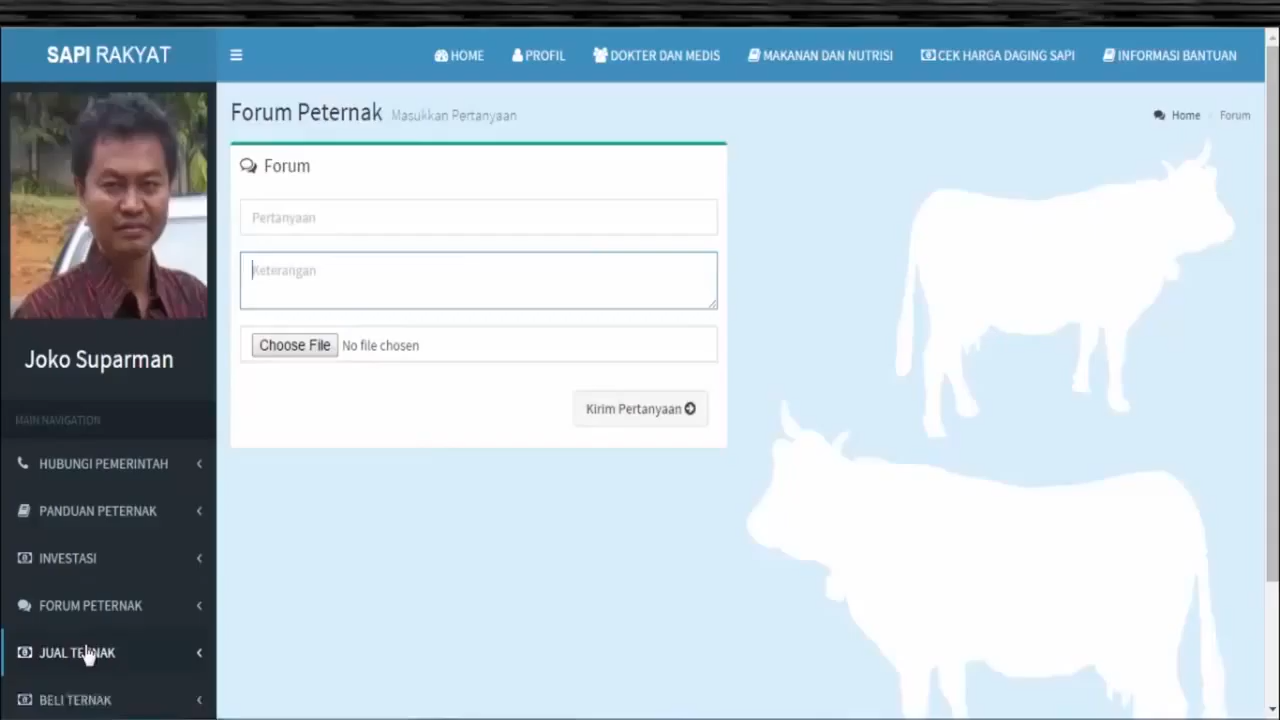 SAPI RAKYAT
HOME PROFIL DOKTER DAN MEDIS MAKANAN DAN NUTRISI CEK HARGA DAGING SAPI INFORMASI BANTUAN
Forum Peternak Masukkan Pertanyaan
Home Forum
Forum
Pertanyaan
Keterangan
Choose File No file chosen
Kirim Pertanyaan
Joko Suparman
MAIN NAVIGATION
HUBUNGI PEMERINTAH
PANDUAN PETERNAK
INVESTASI
FORUM PETERNAK
JUAL TERNAK
BELI TERNAK